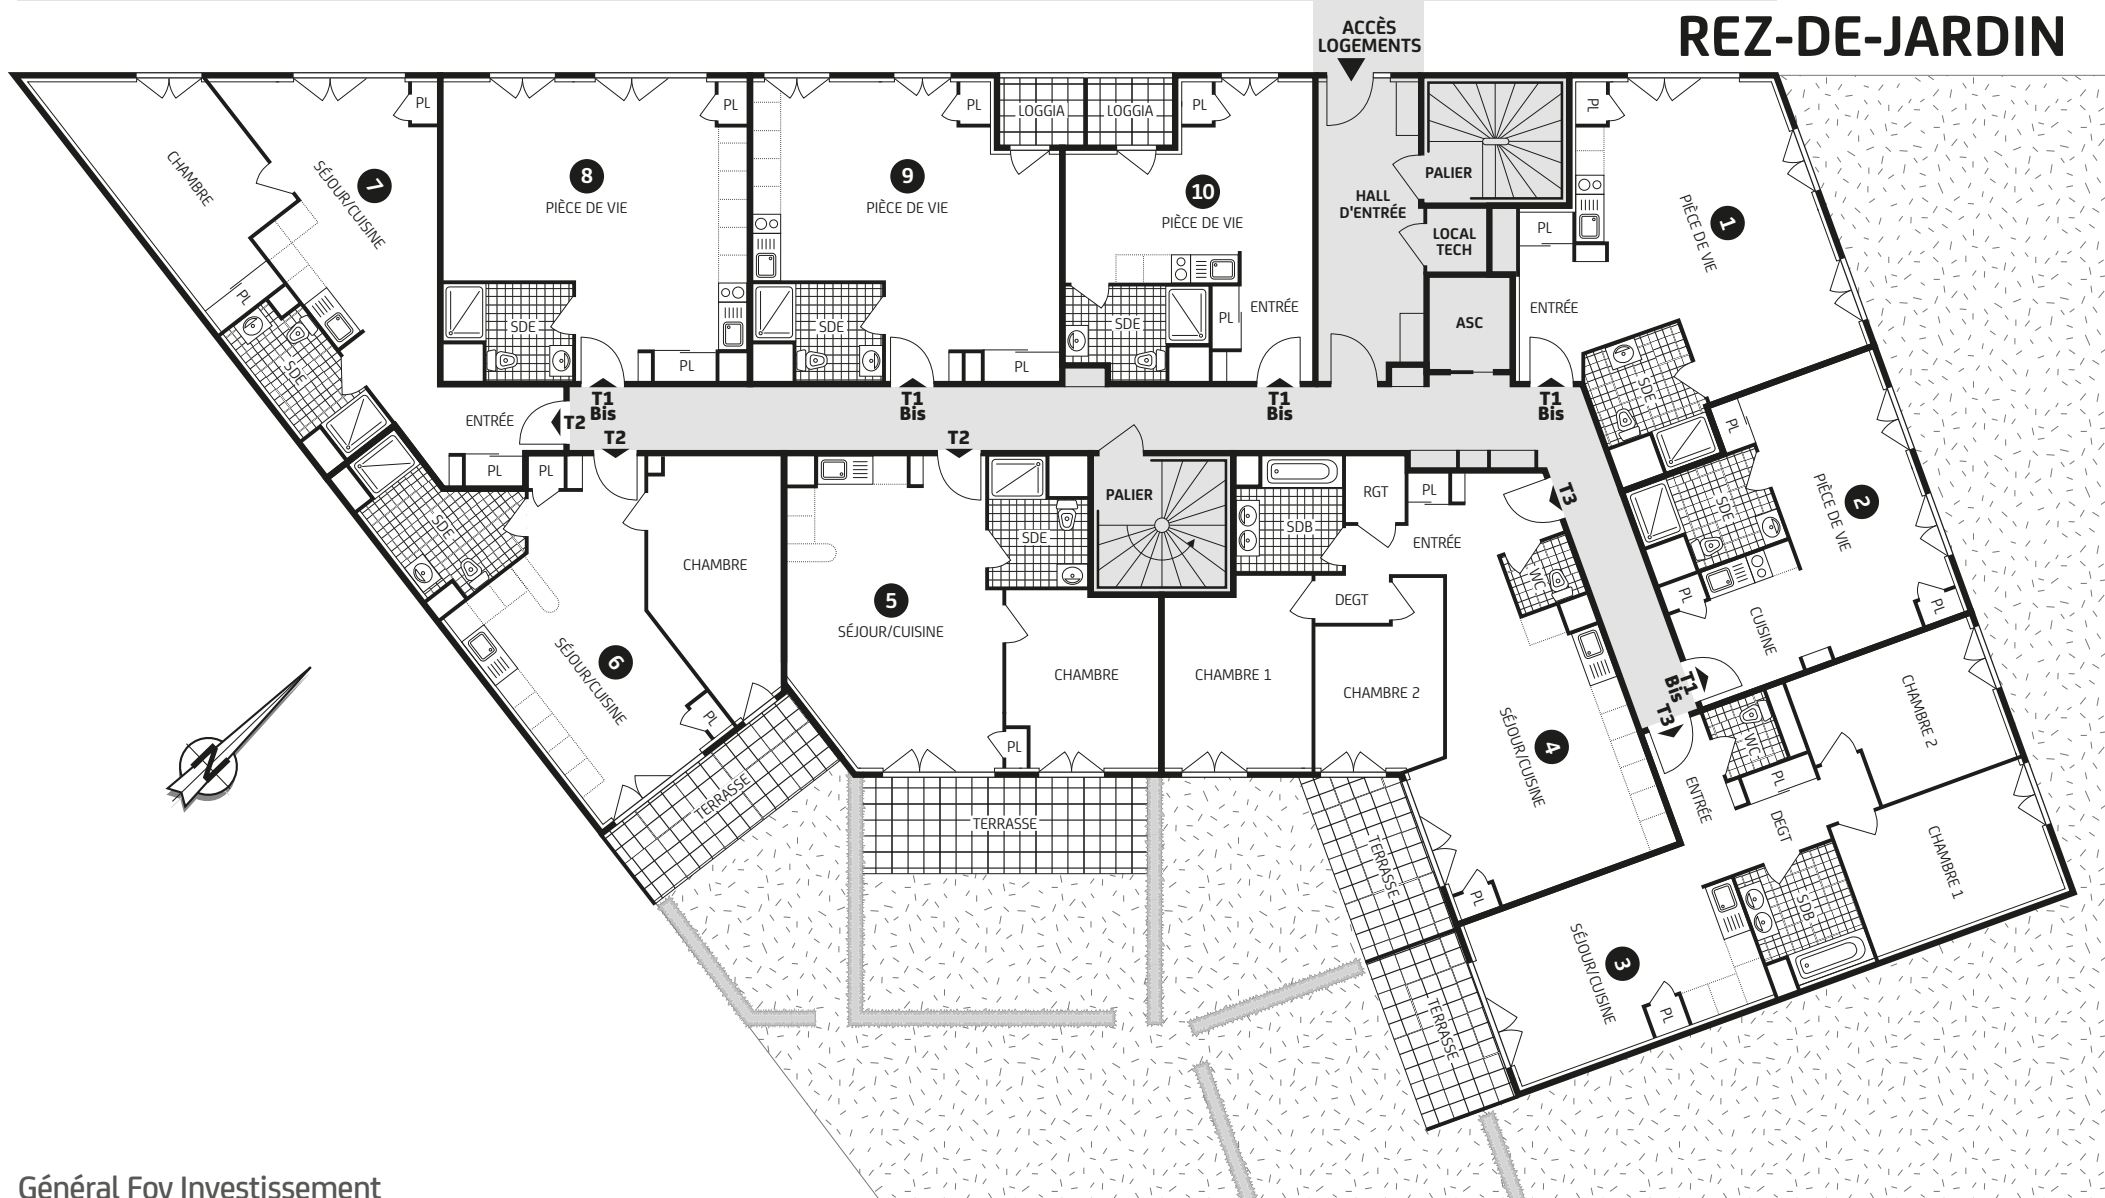 REZ-DE-JARDIN
ACCÈS
LOGEMENTS
CHAMBRE
7
SÉJOUR/CUISINE
PL
PL
SDE
ENTRÉE
PL
T2
8
PIÈCE DE VIE
PL
SDE
PL
T1
Bis
9
PIÈCE DE VIE
PL
LOGGIA
SDE
PL
T1
Bis
LOGGIA
PL
10
PIÈCE DE VIE
SDE
PL
ENTRÉE
T1
Bis
HALL
D'ENTRÉE
PALIER
LOCAL
TECH
ASC
PL
PL
1
PIÈCE DE VIE
ENTRÉE
SDE
T1
Bis
PL
SDE
2
PIÈCE DE VIE
PL
PL
CUISINE
T1
Bis
T2
PL
SDE
CHAMBRE
6
SÉJOUR/CUISINE
PL
TERRASSE
T2
5
SÉJOUR/CUISINE
SDE
CHAMBRE
PL
TERRASSE
PALIER
SDB
RGT
PL
ENTRÉE
T3
WC
DEGT
CHAMBRE 1
CHAMBRE 2
4
SÉJOUR/CUISINE
PL
TERRASSE
T3
WC
PL
ENTRÉE
DEGT
CHAMBRE 2
CHAMBRE 1
SDB
3
SÉJOUR/CUISINE
PL
TERRASSE
N
Général Foy Investissement